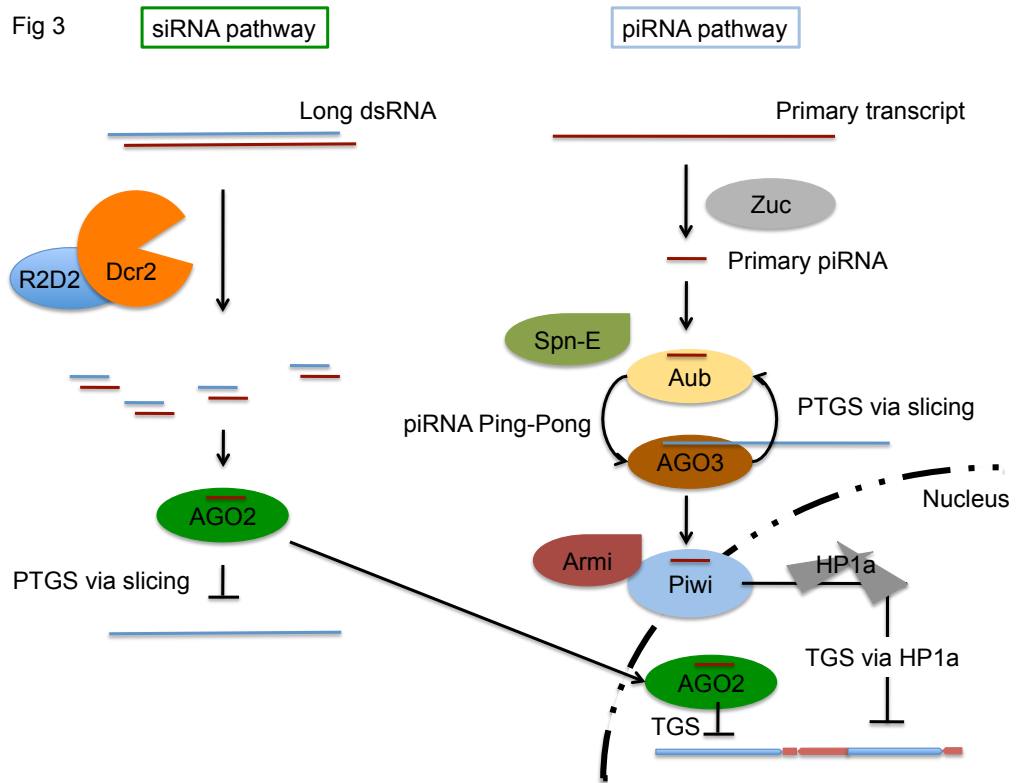 Fig 3
siRNA pathway
piRNA pathway
Long dsRNA
Primary transcript
R2D2
Dcr2
Zuc
Primary piRNA
Spn-E
Aub
piRNA Ping-Pong
PTGS via slicing
AGO3
Nucleus
AGO2
PTGS via slicing
Armi
Piwi
HP1a
TGS via HP1a
AGO2
TGS